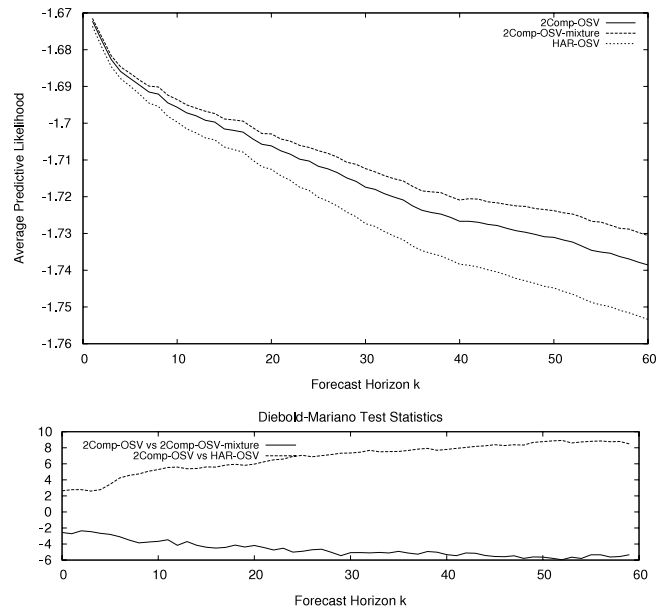 -1.67
-1.68
-1.69
-1.7
-1.71
-1.72
-1.73
-1.74
-1.75
-1.76
Average Predictive Likelihood
2Comp-OSV
2Comp-OSV-mixture
HAR-OSV
0 10 20 30 40 50 60
Forecast Horizon k
Diebold-Mariano Test Statistics
10
8
6
4
2
0
-2
-4
-6
2Comp-OSV vs 2Comp-OSV-mixture
2Comp-OSV vs HAR-OSV
0 10 20 30 40 50 60
Forecast Horizon k